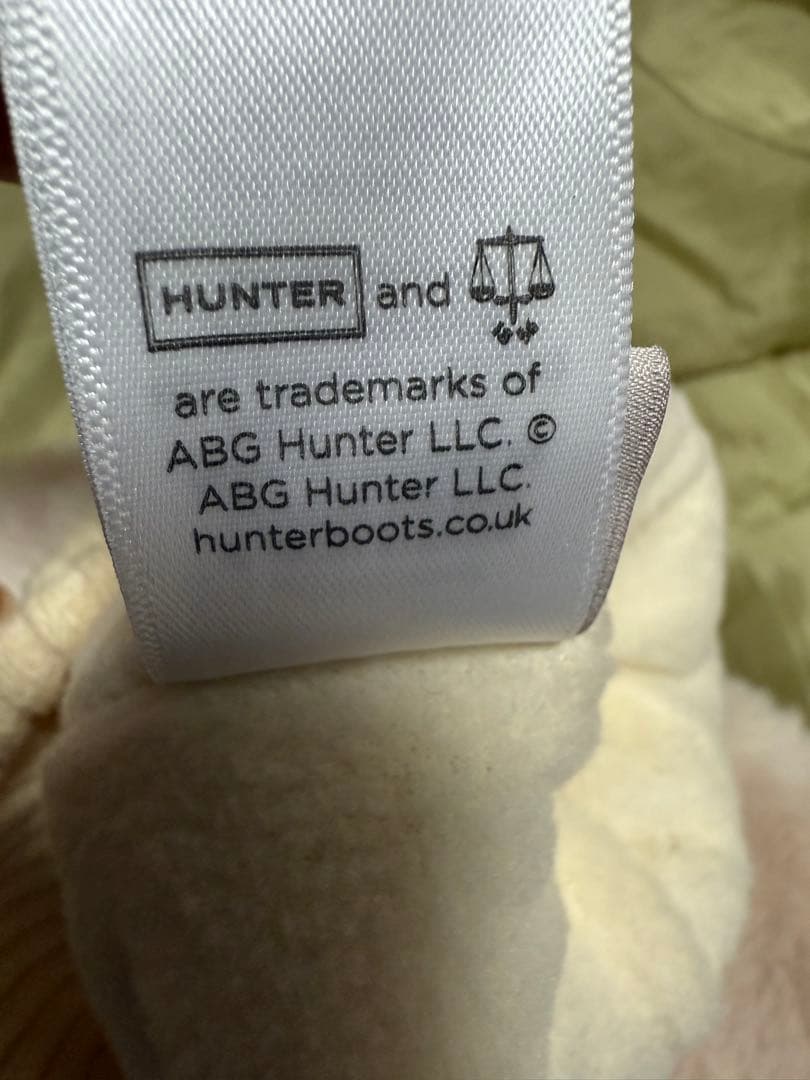 HUNTER and
are trademarks of
ABG Hunter LLC. ©
ABG Hunter LLC.
hunterboots.co.uk